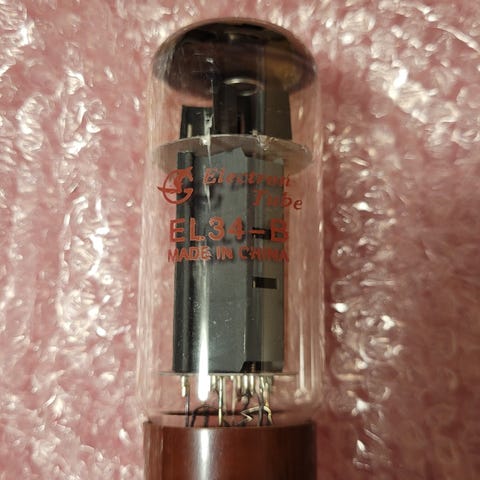 Electron
Tube
EL34-B
MADE IN CHINA